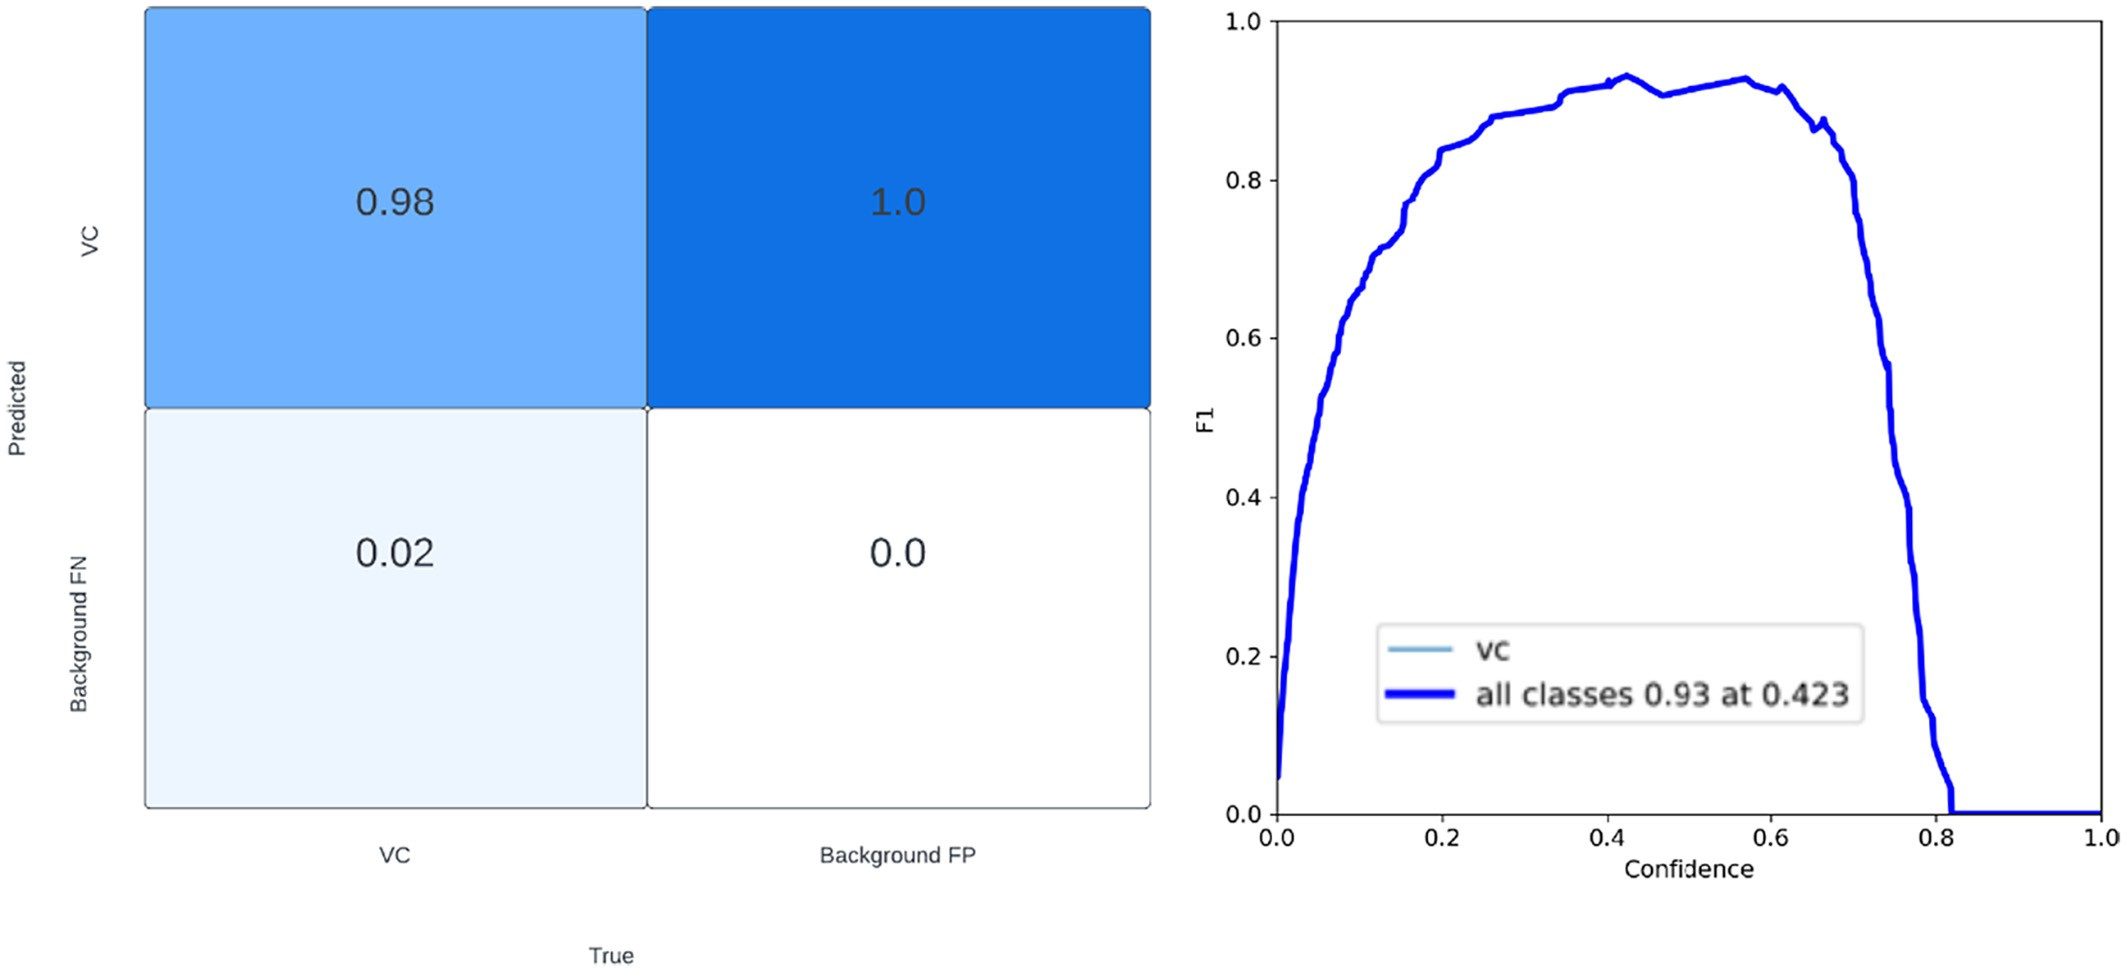 0.98
1.0
0.02
0.0
VC
Background FN
Predicted
VC
Background FP
True
1.0
0.8
0.6
0.4
0.2
0.0
F1
0.0 0.2 0.4 0.6 0.8 1.0
Confidence
vc
all classes 0.93 at 0.423